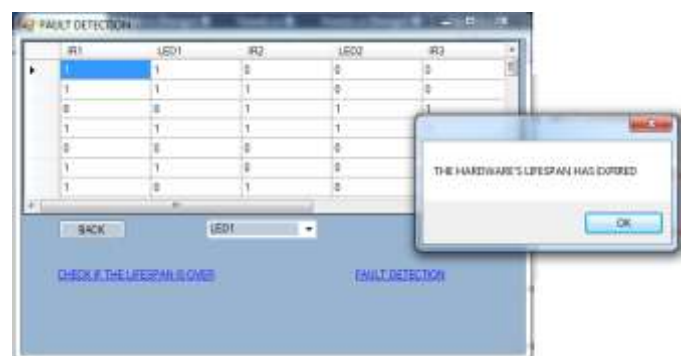 FAULT DETECTION
IR1 LED1 IR2 LED2 IR3
1 1 0 0 0
1 1 1 0 0
0 0 1 1 1
1 1 1 1
0 0 0 0
1 1 0 0
1 0 1 0
THE HARDWARE'S LIFESPAN HAS EXPIRED
OK
BACK LED1
CHECK IF THE LIFESPAN IS OVER FAULT DETECTION